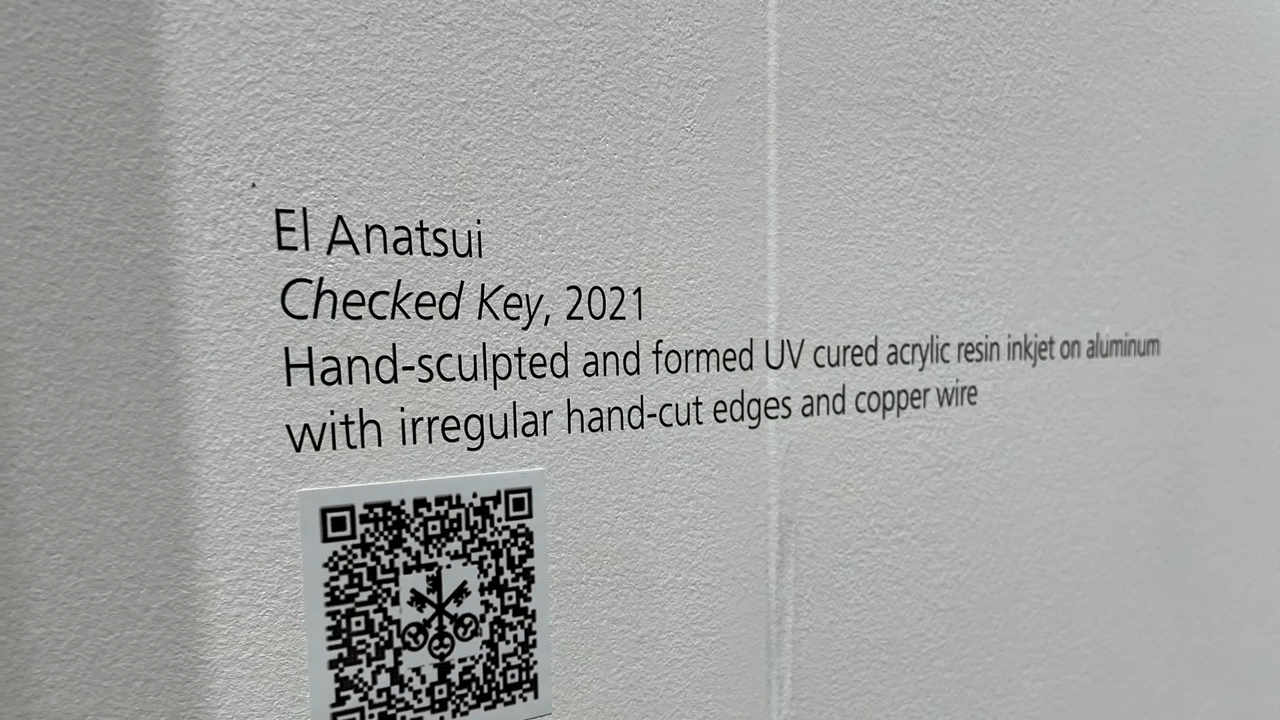 El Anatsui
Checked Key, 2021
Hand-sculpted and formed UV cured acrylic resin inkjet on aluminum
with irregular hand-cut edges and copper wire